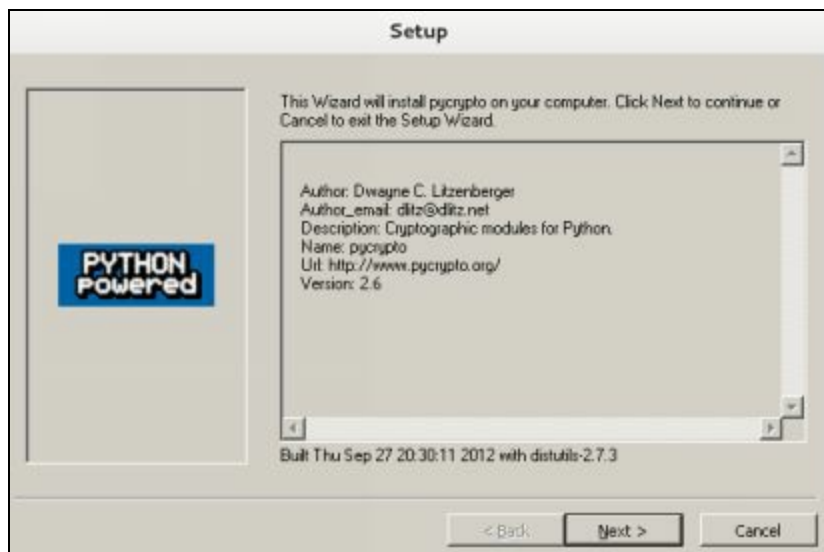 Setup
This Wizard will install pycrypto on your computer. Click Next to continue or
Cancel to exit the Setup Wizard.
Author: Dwayne C. Litzenberger
Author_email: dlitz@dlitz.net
Description: Cryptographic modules for Python.
Name: pycrypto
Url: http://www.pycrypto.org/
Version: 2.6
PYTHON
powered
Built Thu Sep 27 20:30:11 2012 with distutils-2.7.3
< Back
Next >
Cancel